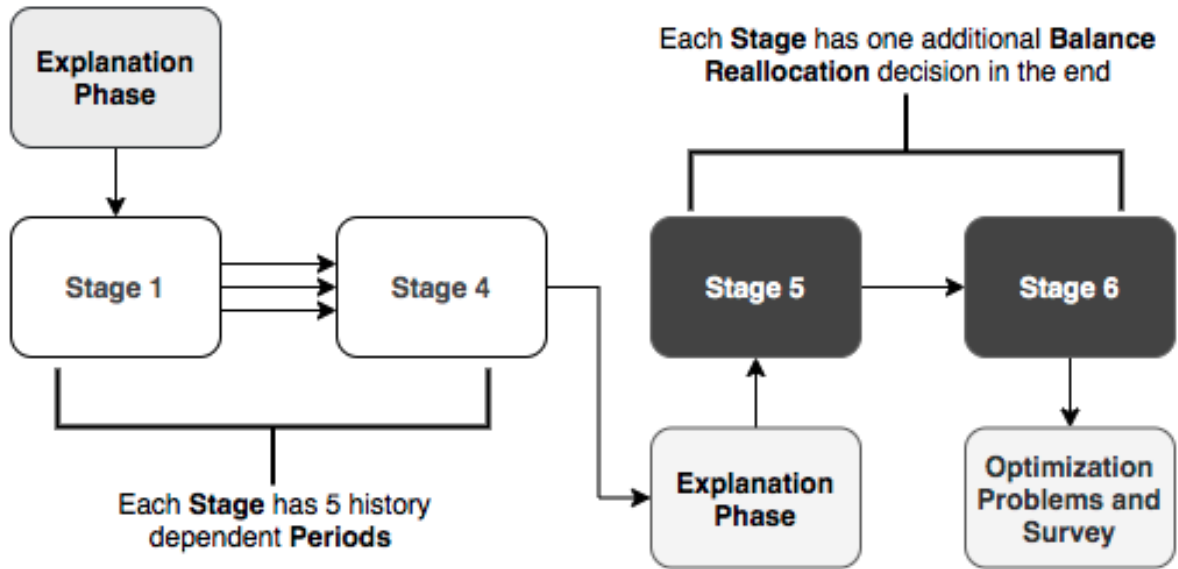 Explanation
Phase
Each Stage has one additional Balance
Reallocation decision in the end
Stage 1
Stage 4
Stage 5
Stage 6
Each Stage has 5 history
dependent Periods
Explanation
Phase
Optimization
Problems and
Survey